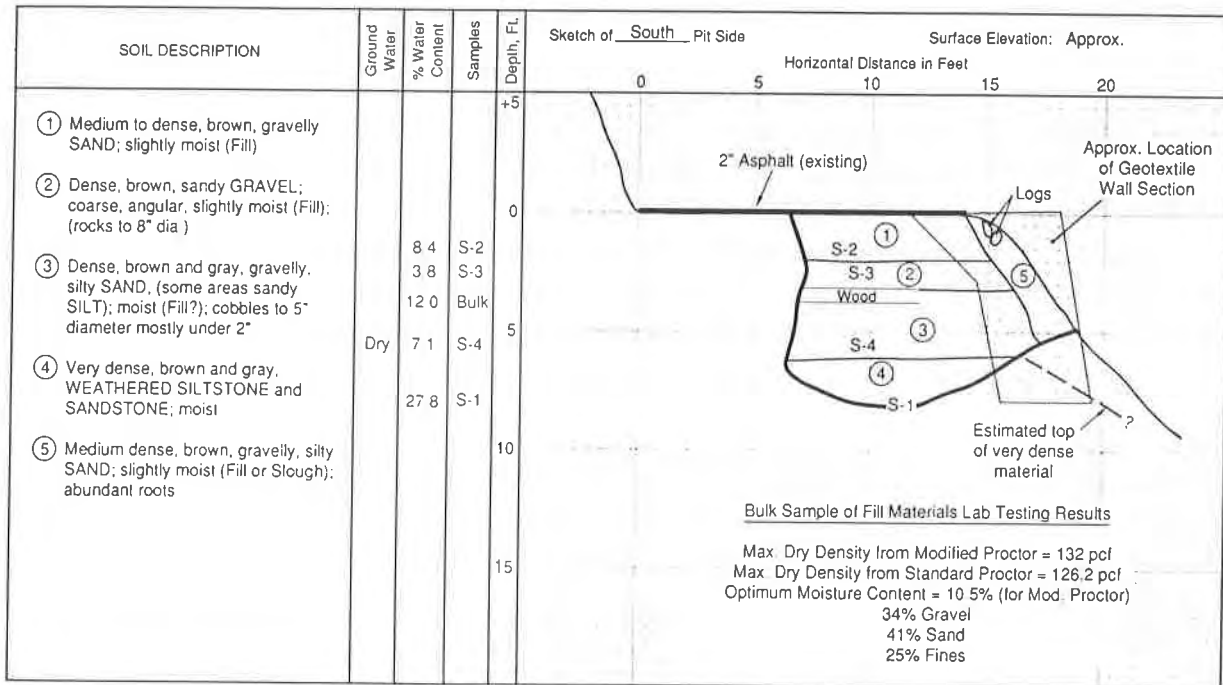 SOIL DESCRIPTION
Ground Water
% Water Content
Samples
Depth, Ft.
Sketch of South Pit Side
Surface Elevation: Approx.
Horizontal Distance in Feet
0 5 10 15 20
① Medium to dense, brown, gravelly
SAND; slightly moist (Fill)
② Dense, brown, sandy GRAVEL;
coarse, angular, slightly moist (Fill);
(rocks to 8" dia )
③ Dense, brown and gray, gravelly,
silty SAND, (some areas sandy
SILT); moist (Fill?); cobbles to 5"
diameter mostly under 2"
④ Very dense, brown and gray,
WEATHERED SILTSTONE and
SANDSTONE; moist
⑤ Medium dense, brown, gravelly, silty
SAND; slightly moist (Fill or Slough);
abundant roots
8 4 S-2
3 8 S-3
12 0 Bulk
Dry 7 1 S-4
27 8 S-1
+5
0
5
10
15
2" Asphalt (existing)
Approx. Location
of Geotextile
Wall Section
Logs
①
S-2
S-3 ②
⑤
Wood
③
S-4
④
S-1
?
Estimated top
of very dense
material
Bulk Sample of Fill Materials Lab Testing Results
Max. Dry Density from Modified Proctor = 132 pcf
Max Dry Density from Standard Proctor = 126.2 pcf
Optimum Moisture Content = 10 5% (for Mod. Proctor)
34% Gravel
41% Sand
25% Fines